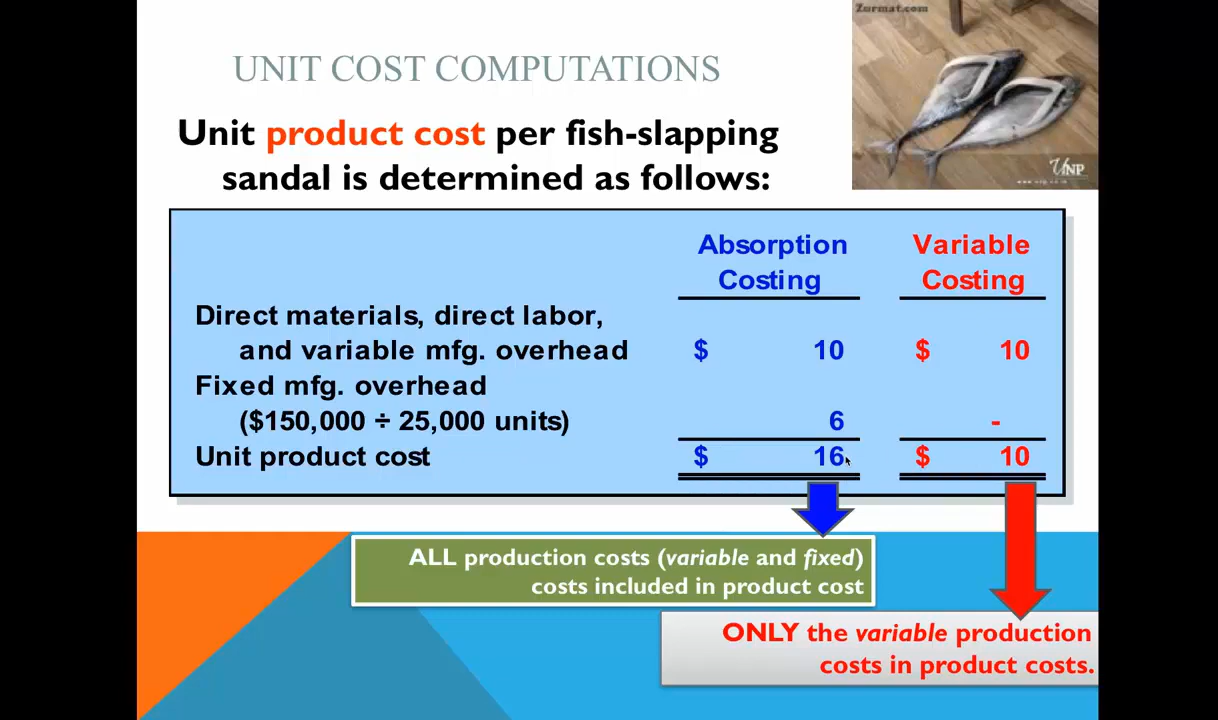 Zurmat.com
UNIT COST COMPUTATIONS
Unit product cost per fish-slapping
sandal is determined as follows:
UNP
Absorption Variable
Costing Costing
Direct materials, direct labor,
and variable mfg. overhead $ 10 $ 10
Fixed mfg. overhead
($150,000 ÷ 25,000 units) 6 -
Unit product cost $ 16 $ 10
ALL production costs (variable and fixed)
costs included in product cost
ONLY the variable production
costs in product costs.